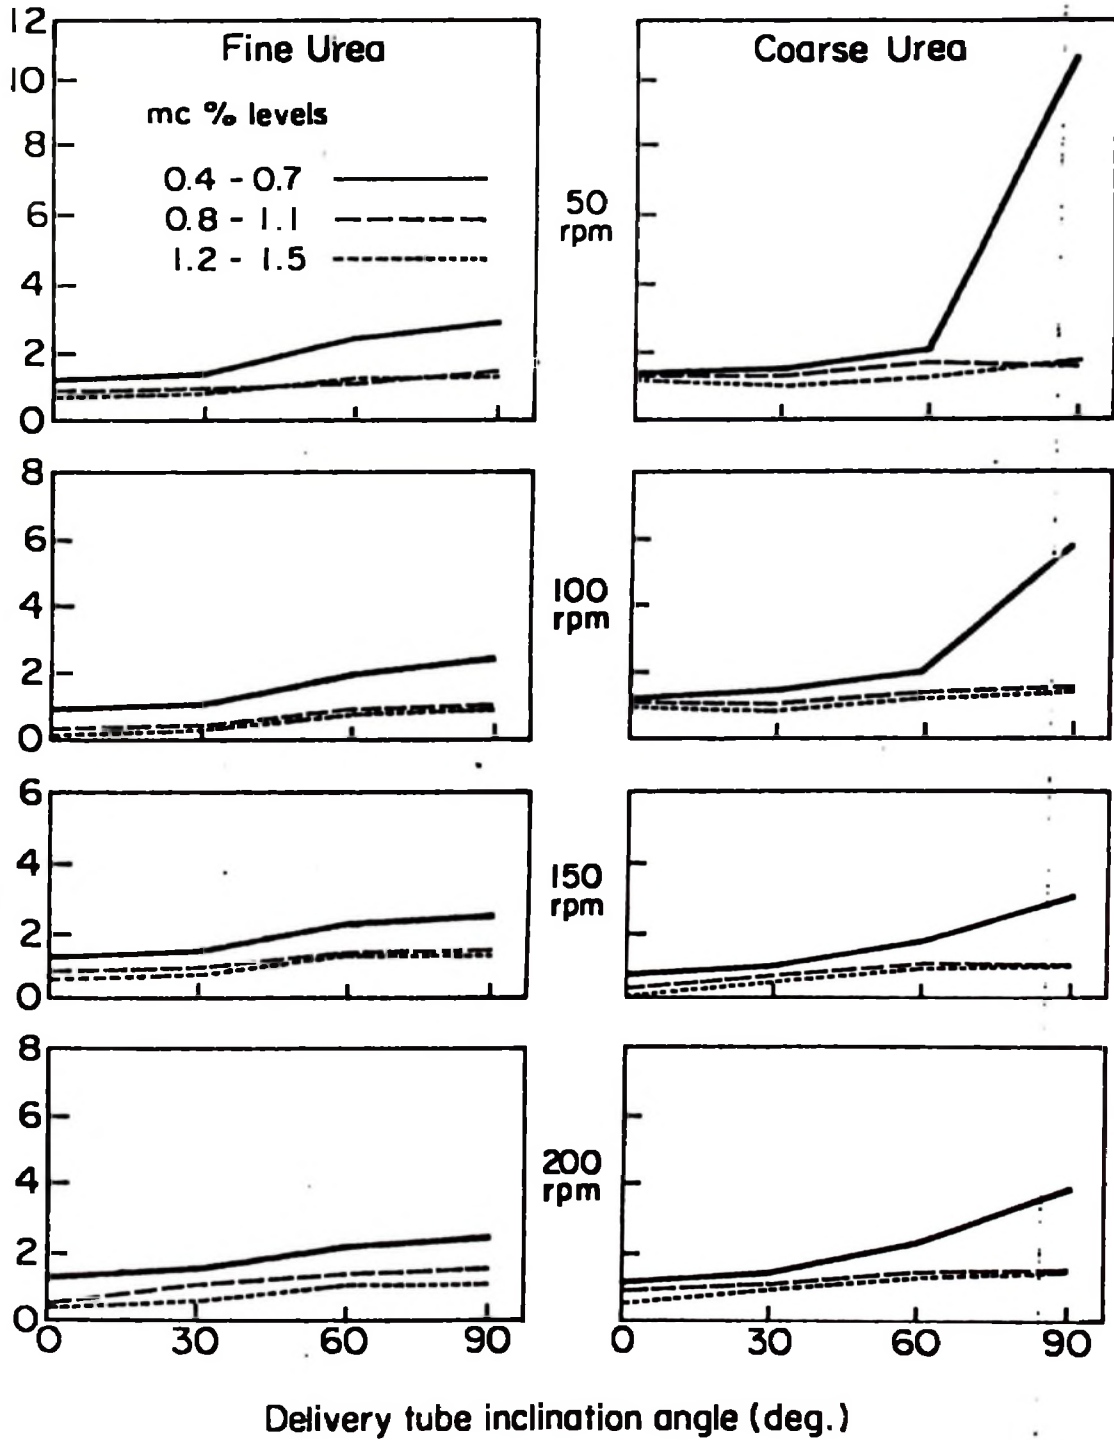 Fine Urea
Coarse Urea
mc % levels
0.4 - 0.7
0.8 - 1.1
1.2 - 1.5
12
10
8
6
4
2
0
50
rpm
8
6
4
2
0
100
rpm
6
4
2
0
150
rpm
8
6
4
2
0
200
rpm
0 30 60 90
0 30 60 90
Delivery tube inclination angle (deg.)